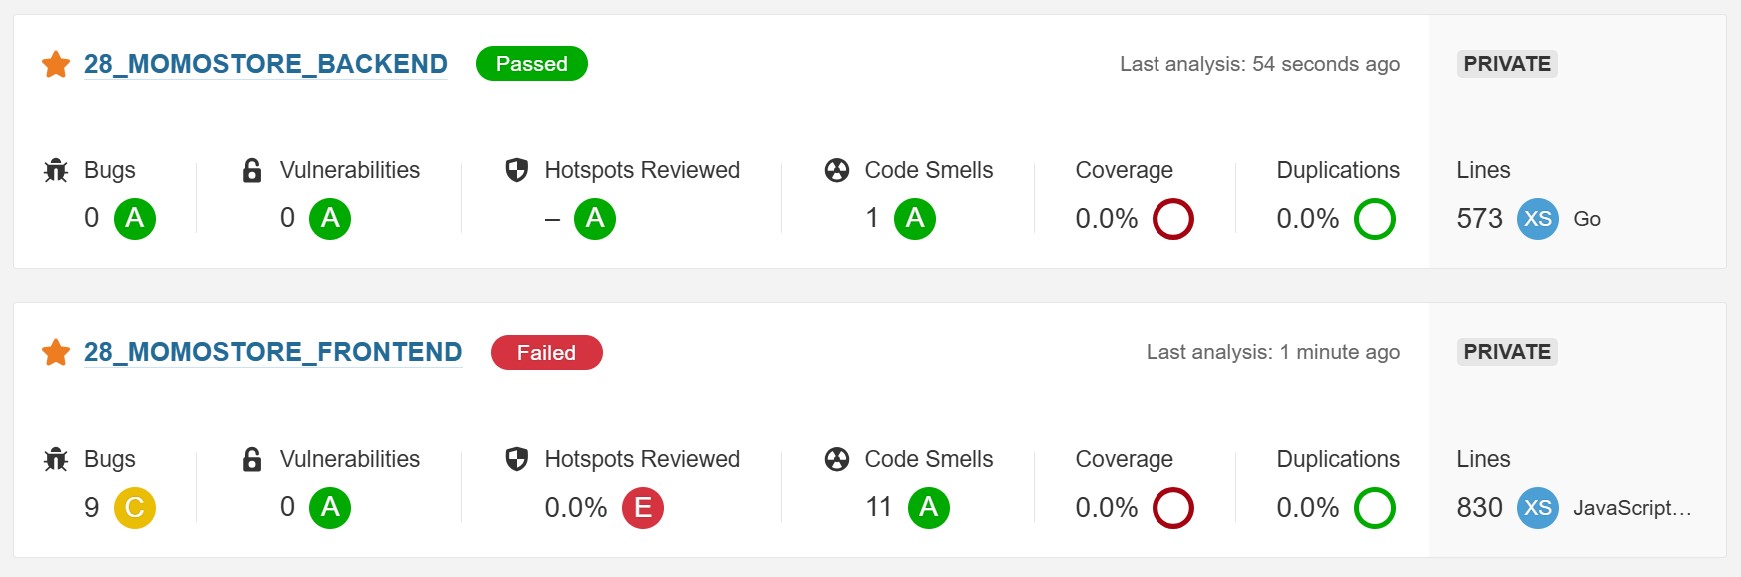 28_MOMOSTORE_BACKEND Passed Last analysis: 54 seconds ago PRIVATE
Bugs Vulnerabilities Hotspots Reviewed Code Smells Coverage Duplications Lines
0 A 0 A – A 1 A 0.0% 0.0% 573 XS Go
28_MOMOSTORE_FRONTEND Failed Last analysis: 1 minute ago PRIVATE
Bugs Vulnerabilities Hotspots Reviewed Code Smells Coverage Duplications Lines
9 C 0 A 0.0% E 11 A 0.0% 0.0% 830 XS JavaScript...